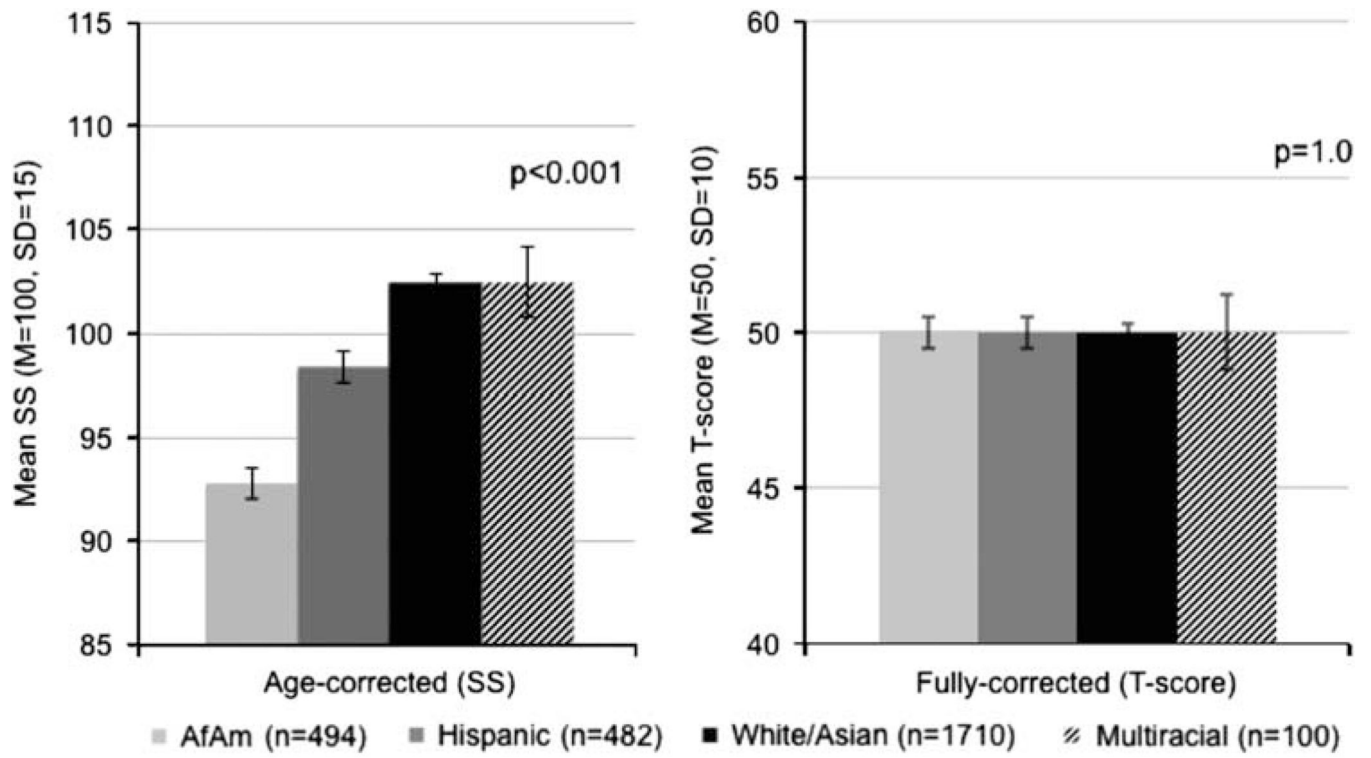 Mean SS (M=100, SD=15)
115
110
105
100
95
90
85
p<0.001
Age-corrected (SS)
Mean T-score (M=50, SD=10)
60
55
50
45
40
p=1.0
Fully-corrected (T-score)
AfAm (n=494) Hispanic (n=482) White/Asian (n=1710) Multiracial (n=100)